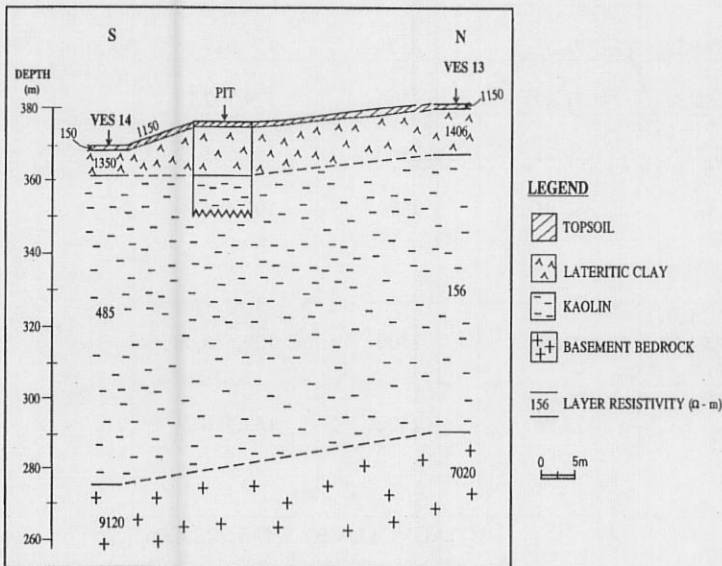 S N
DEPTH
(m)
VES 13
PIT
380
1150
VES 14
1150
150
1406
1350
360
340
485
156
320
300
280
7020
9120
260
LEGEND
TOPSOIL
LATERITIC CLAY
KAOLIN
BASEMENT BEDROCK
156 LAYER RESISTIVITY (Ω - m)
0 5m